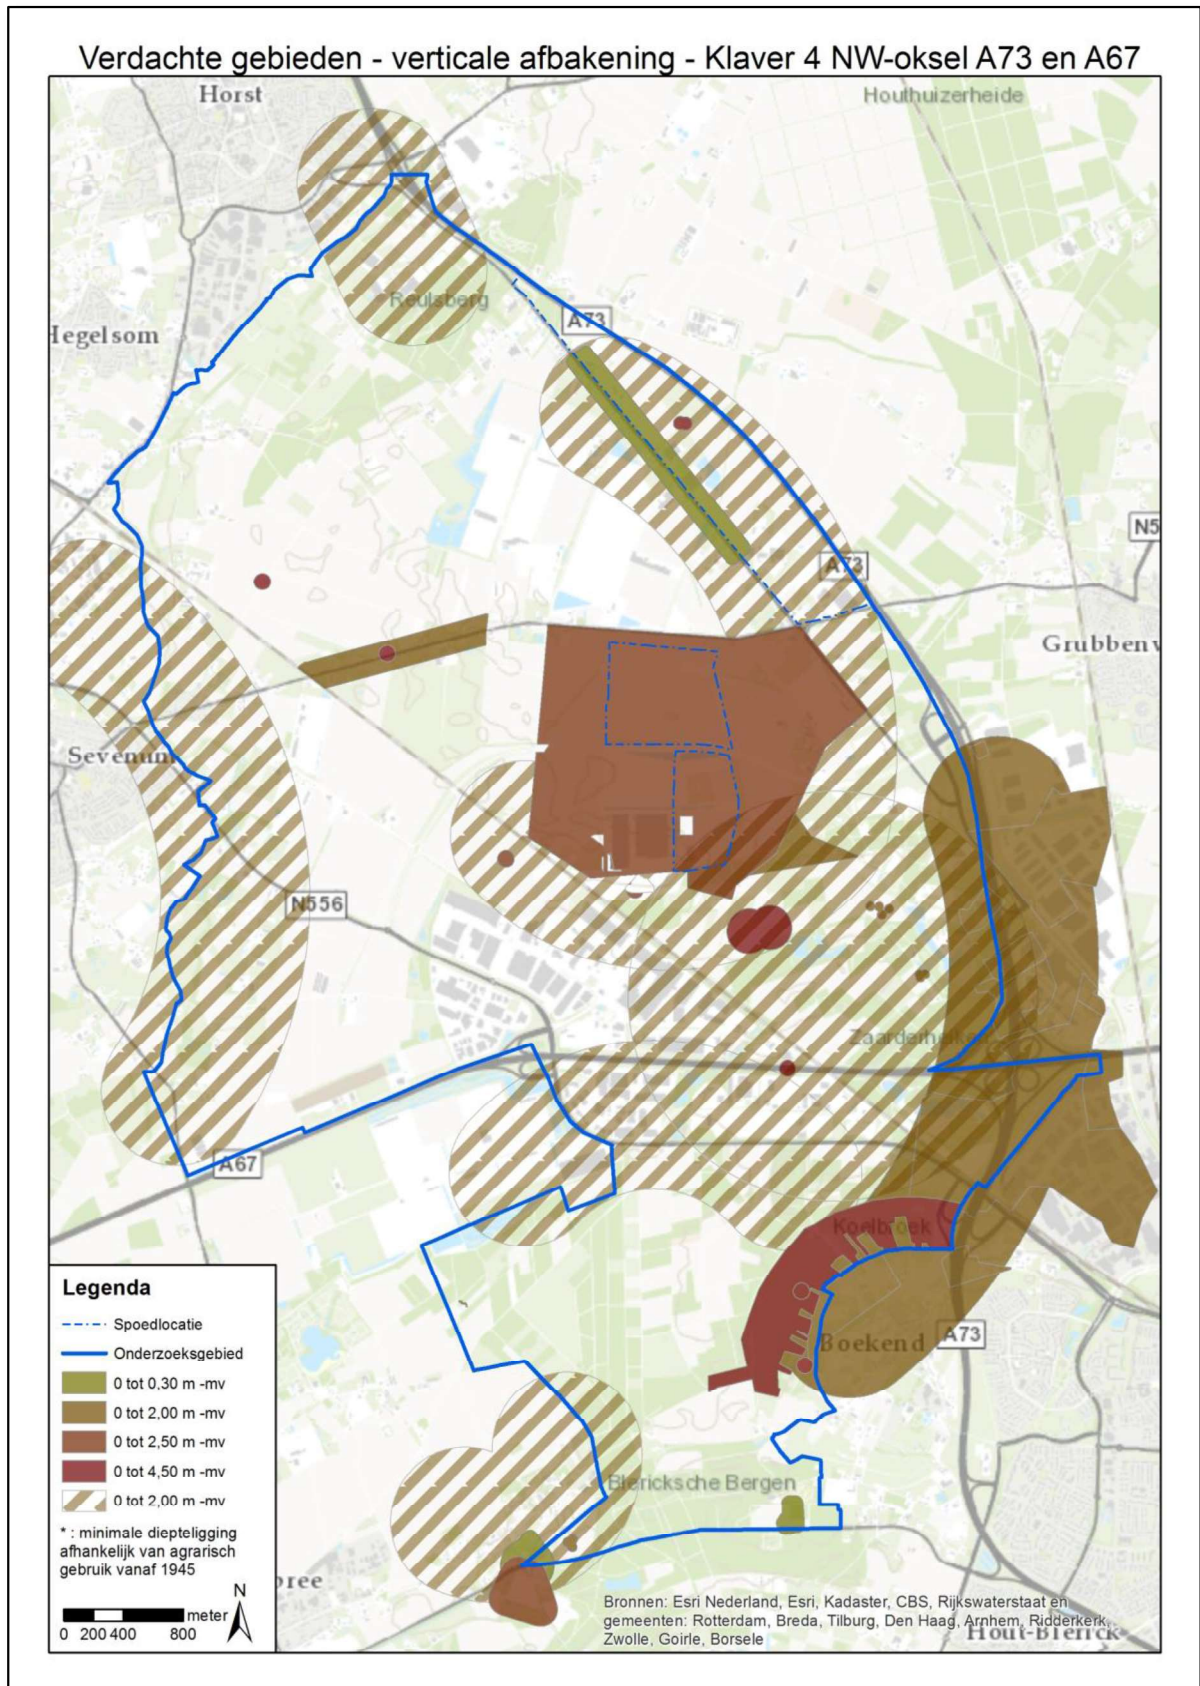 Verdachte gebieden - verticale afbakening - Klaver 4 NW-oksel A73 en A67
Horst
Houthuizerheide
Reulsberg
A73
Hegelsom
N5
A73
Grubbenv
Sevenum
N556
Zaarderheiken
A67
Koelbroek
Boekend
A73
Blericksche Bergen
Hout-Blerick
Legenda
Spoedlocatie
Onderzoeksgebied
0 tot 0,30 m -mv
0 tot 2,00 m -mv
0 tot 2,50 m -mv
0 tot 4,50 m -mv
0 tot 2,00 m -mv
* : minimale diepteligging
afhankelijk van agrarisch
gebruik vanaf 1945
N
meter
0 200 400 800
bree
Bronnen: Esri Nederland, Esri, Kadaster, CBS, Rijkswaterstaat en
gemeenten: Rotterdam, Breda, Tilburg, Den Haag, Arnhem, Ridderkerk,
Zwolle, Goirle, Borsele